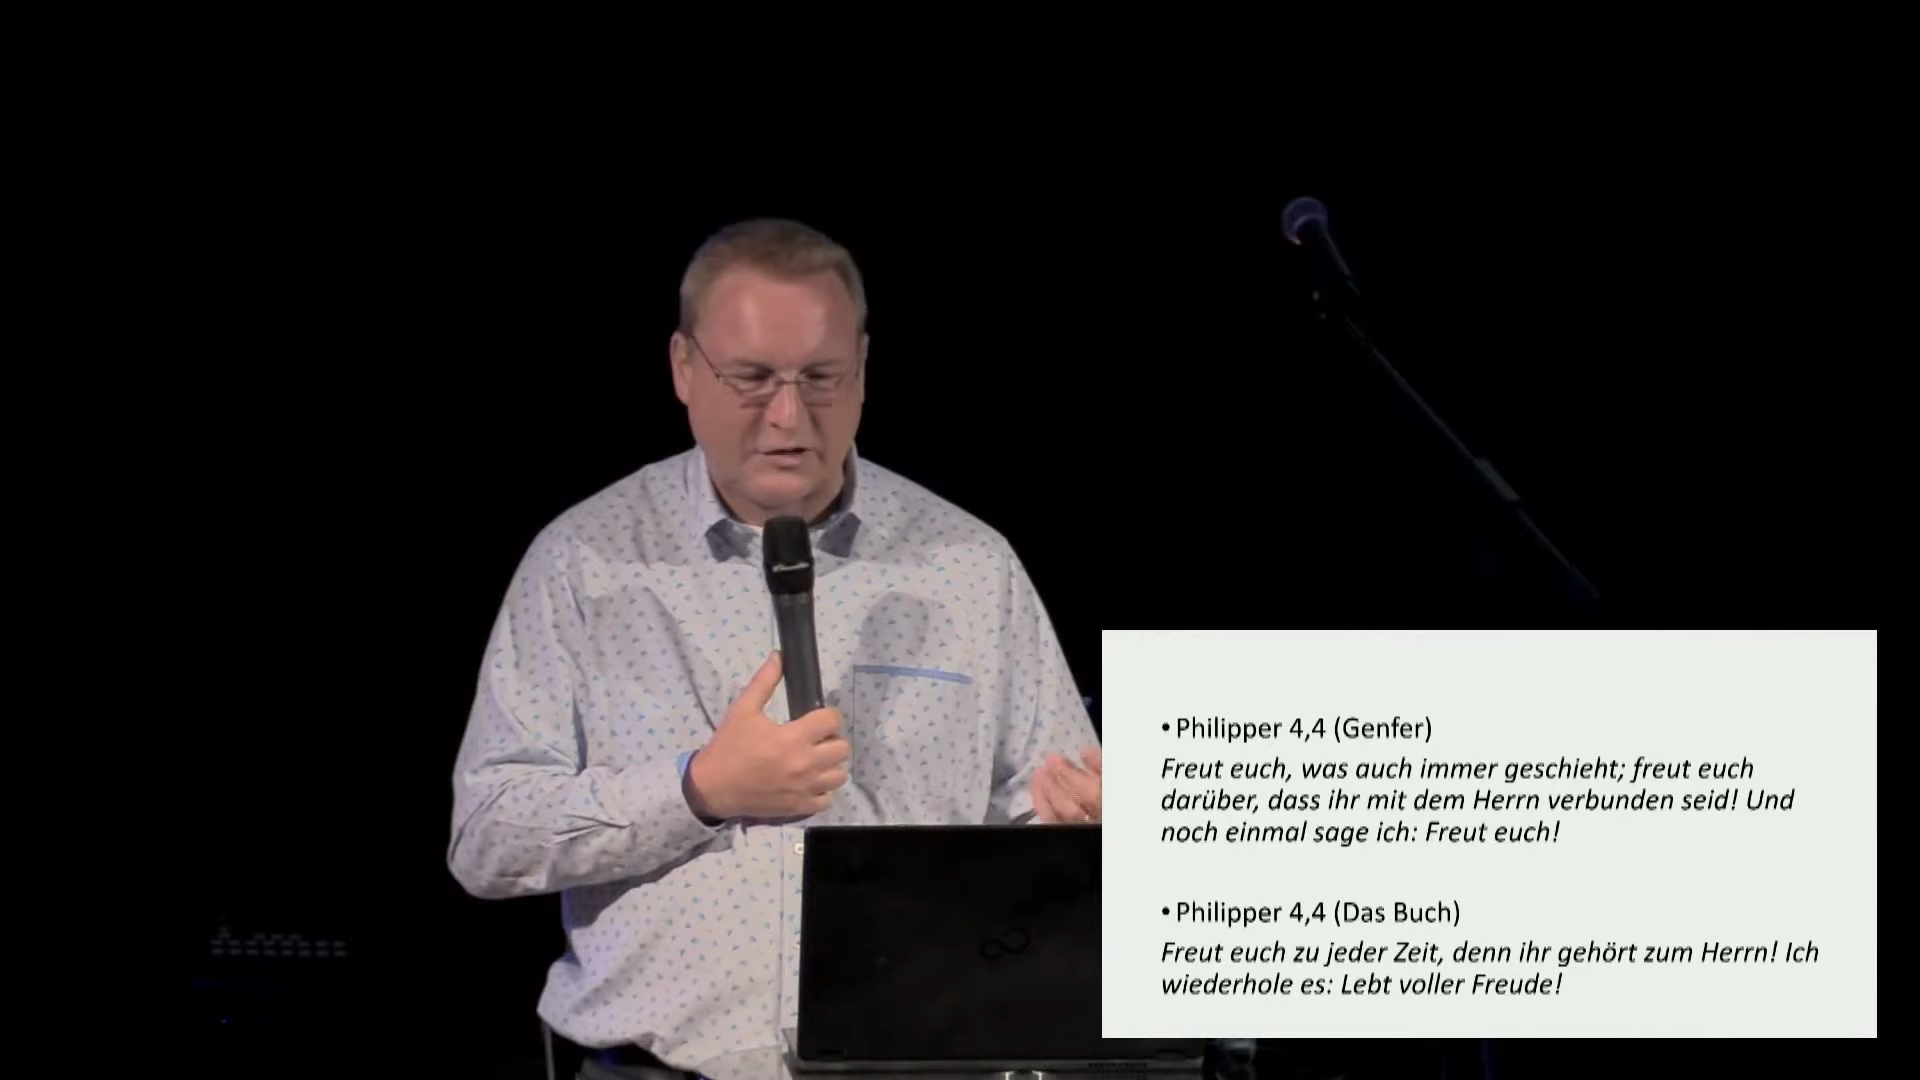 • Philipper 4,4 (Genfer)
Freut euch, was auch immer geschieht; freut euch
darüber, dass ihr mit dem Herrn verbunden seid! Und
noch einmal sage ich: Freut euch!
• Philipper 4,4 (Das Buch)
Freut euch zu jeder Zeit, denn ihr gehört zum Herrn! Ich
wiederhole es: Lebt voller Freude!